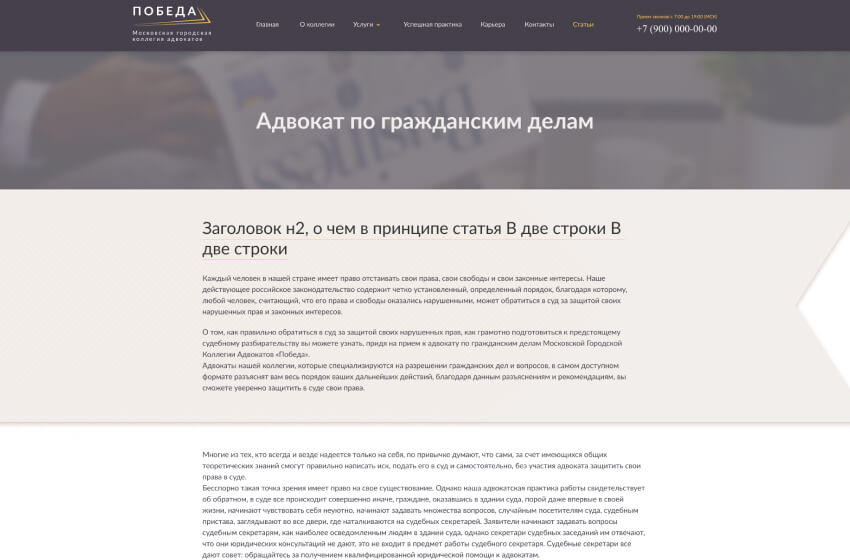 ПОБЕДА
Московская городская
коллегия адвокатов
Главная О коллегии Услуги Успешная практика Карьера Контакты Статьи
Прием звонков с 7:00 до 19:00 (МСК)
+7 (900) 000-00-00
Business
Адвокат по гражданским делам
Заголовок н2, о чем в принципе статья В две строки В
две строки
Каждый человек в нашей стране имеет право отстаивать свои права, свои свободы и свои законные интересы. Наше
действующее российское законодательство содержит четко установленный, определенный порядок, благодаря которому,
любой человек, считающий, что его права и свободы оказались нарушенными, может обратиться в суд за защитой своих
нарушенных прав и законных интересов.
О том, как правильно обратиться в суд за защитой своих нарушенных прав, как грамотно подготовиться к предстоящему
судебному разбирательству вы можете узнать, придя на прием к адвокату по гражданским делам Московской Городской
Коллегии Адвокатов «Победа».
Адвокаты нашей коллегии, которые специализируются на разрешении гражданских дел и вопросов, в самом доступном
формате разъяснят вам весь порядок ваших дальнейших действий, благодаря данным разъяснениям и рекомендациям, вы
сможете уверенно защитить в суде свои права.
Многие из тех, кто всегда и везде надеется только на себя, по привычке думают, что сами, за счет имеющихся общих
теоретических знаний смогут правильно написать иск, подать его в суд и самостоятельно, без участия адвоката защитить свои
права в суде.
Бесспорно такая точка зрения имеет право на свое существование. Однако наша адвокатская практика работы свидетельствует
об обратном, в суде все происходит совершенно иначе, граждане, оказавшись в здании суда, порой даже впервые в своей
жизни, начинают чувствовать себя неуютно, начинают задавать множества вопросов, случайным посетителям суда, судебным
пристава, заглядывают во все двери, где наталкиваются на судебных секретарей. Заявители начинают задавать вопросы
судебным секретарям, как наиболее осведомленным людям в здании суда, однако секретари судебных заседаний им отвечают,
что они юридических консультаций не дают, это не входит в предмет работы судебного секретаря. Судебные секретари все
дают совет: обращайтесь за получением квалифицированной юридической помощи к адвокатам.